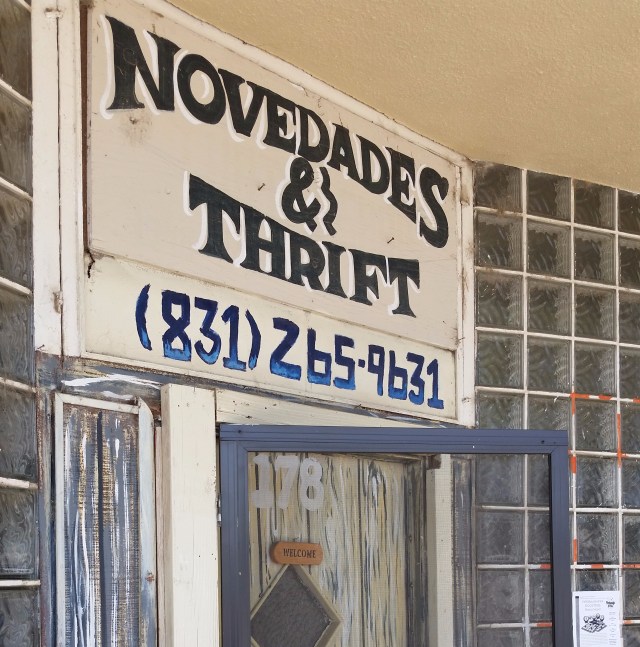 NOVEDADES
&
THRIFT
(831) 265-9631
178
WELCOME